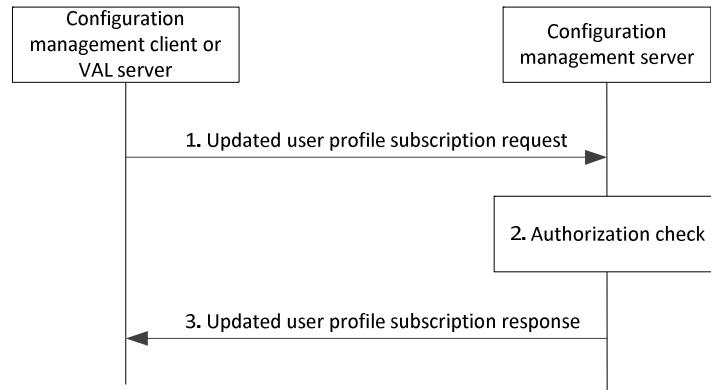 Configuration
management client or
VAL server
Configuration
management server
1. Updated user profile subscription request
2. Authorization check
3. Updated user profile subscription response